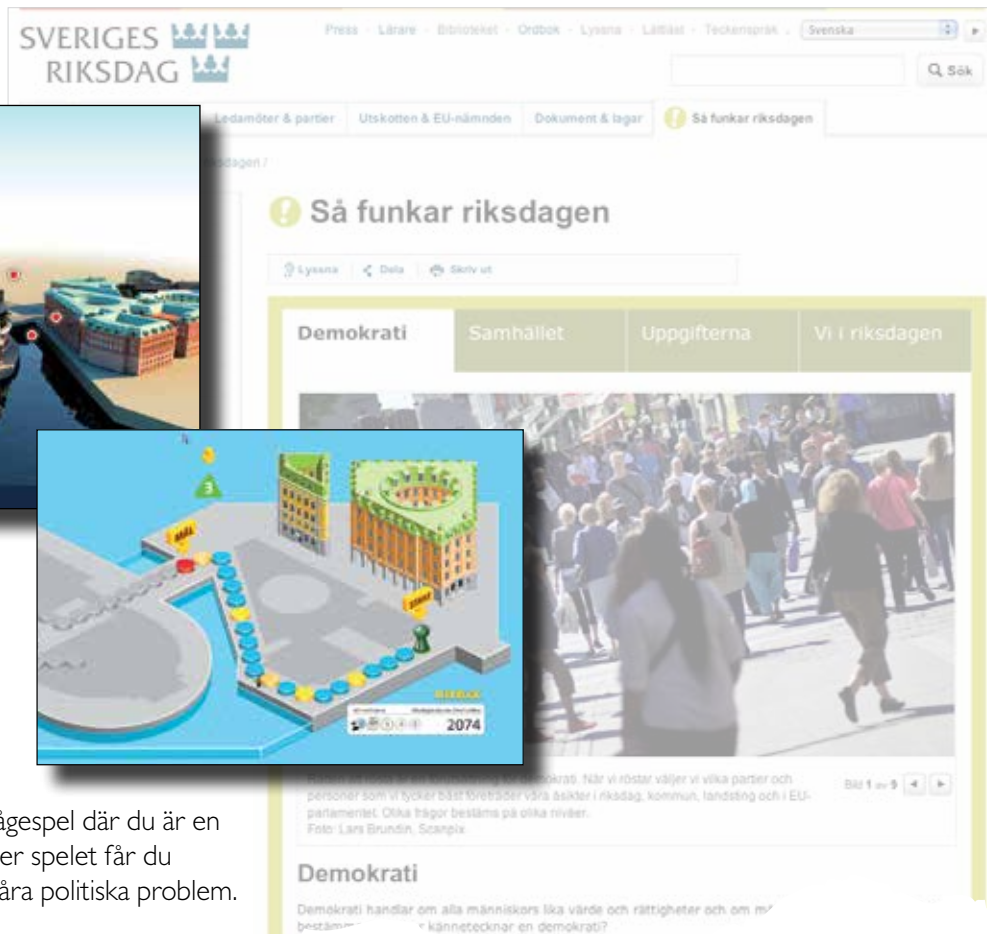 SVERIGES
RIKSDAG
Press - Lärare - Biblioteket - Ordbok - Lyssna - Lättläst - Teckenspråk
Svenska
Sök
Ledamöter & partier
Utskotten & EU-nämnden
Dokument & lagar
Så funkar riksdagen
Så funkar riksdagen
Lyssna
Dela
Skriv ut
Demokrati
Samhället
Uppgifterna
Vi i riksdagen
3
MÅL
START
2074
demokrati. När vi röstar väljer vi vilka partier och
personer som vi tycker bäst företräder våra åsikter i riksdag, kommun, landsting och i EU-
parlamentet. Olika frågor bestäms på olika nivåer.
Foto: Lars Brundin, Scanpix
Bild 1 av 9
ågespel där du är en
er spelet får du
åra politiska problem.
Demokrati
Demokrati handlar om alla människors lika värde och rättigheter och om
kännetecknar en demokrati?